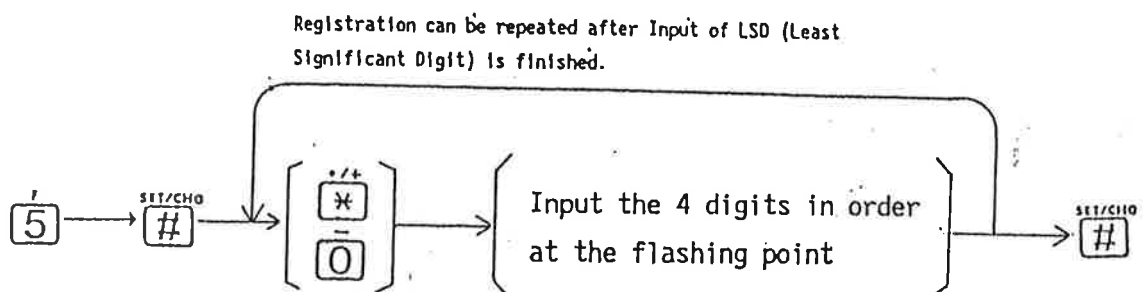 Registration can be repeated after Input of LSD (Least
Significant Digit) is finished.
SET/CHG
5
#
*/+
*
-
0
Input the 4 digits in order
at the flashing point
SET/CHG
#